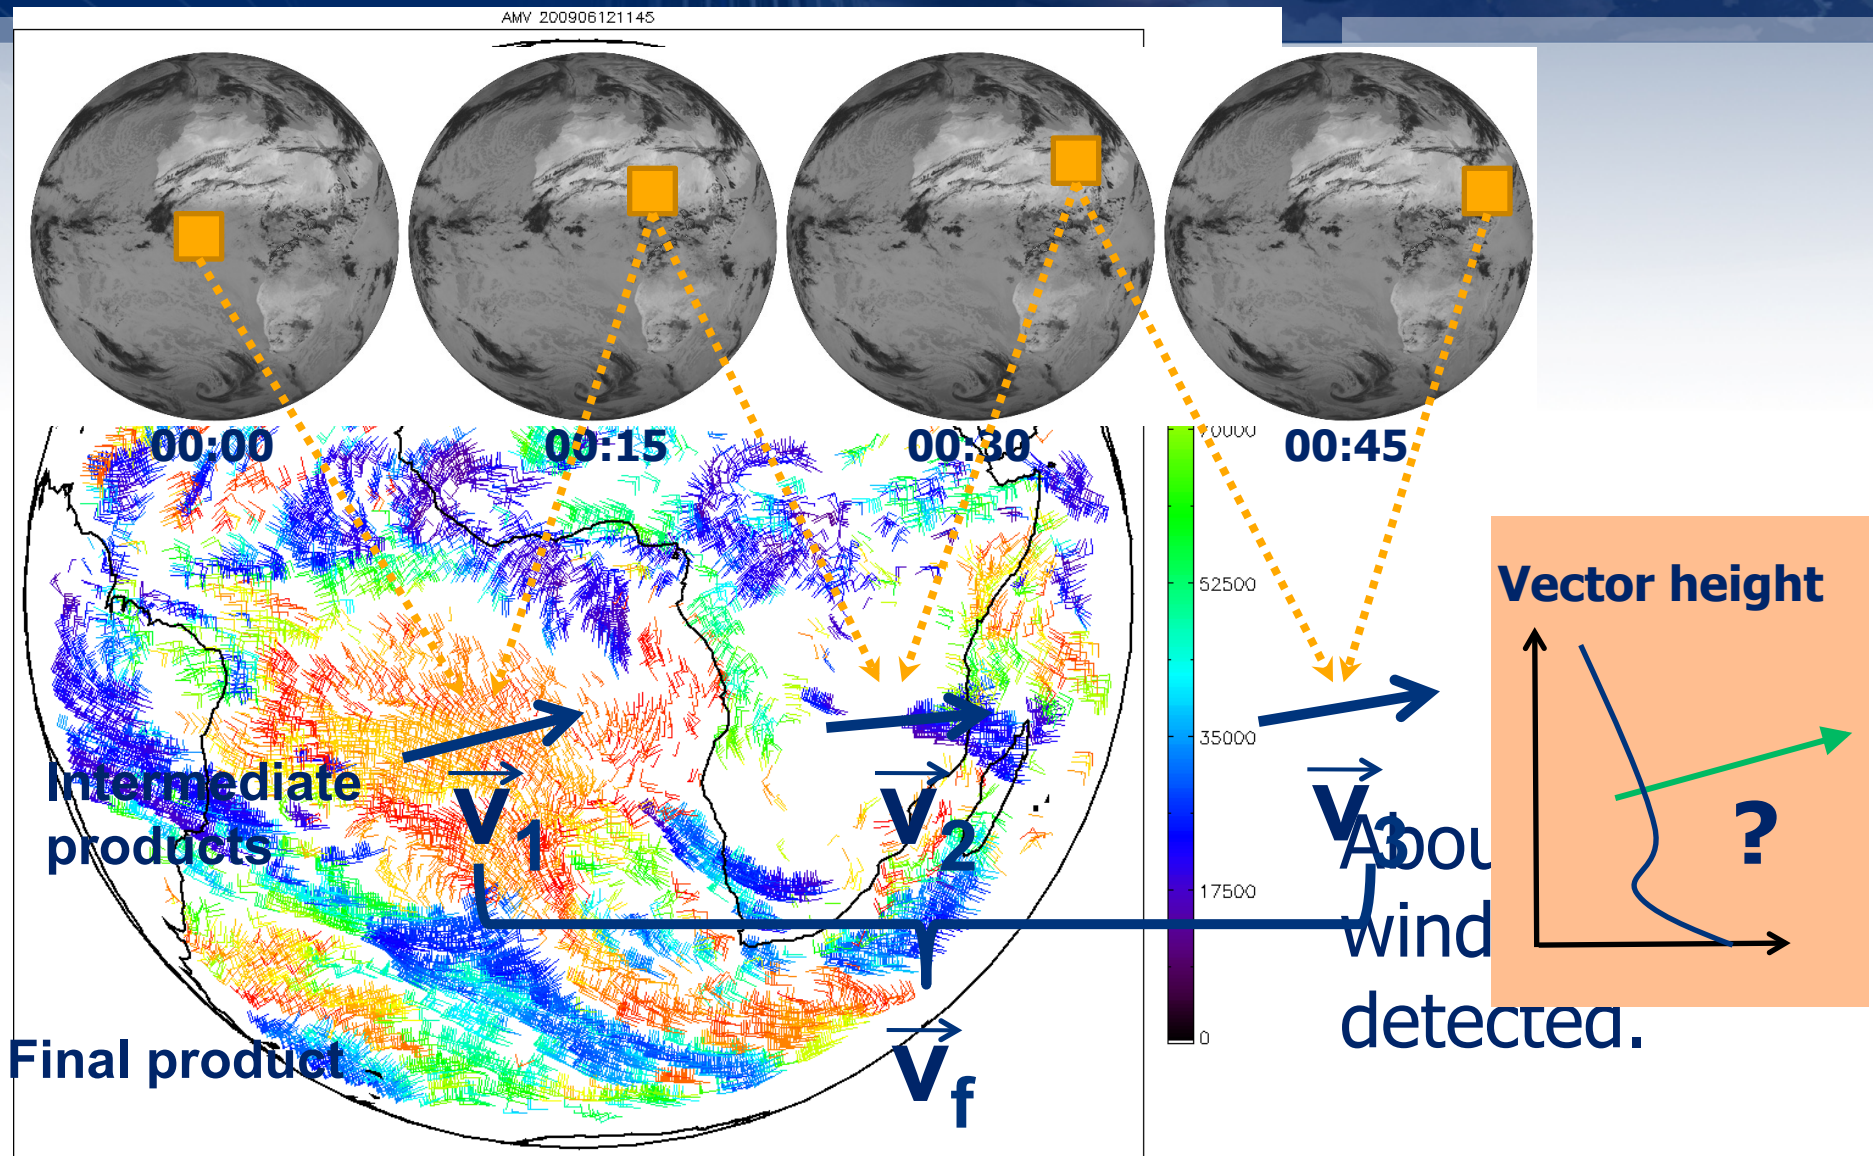 AMV 200906121145
00:00
00:15
00:30
00:45
70000
52500
35000
17500
0
Vector height
?
Intermediate
products
V1
V2
V3
wind
detected.
Final product
Vf